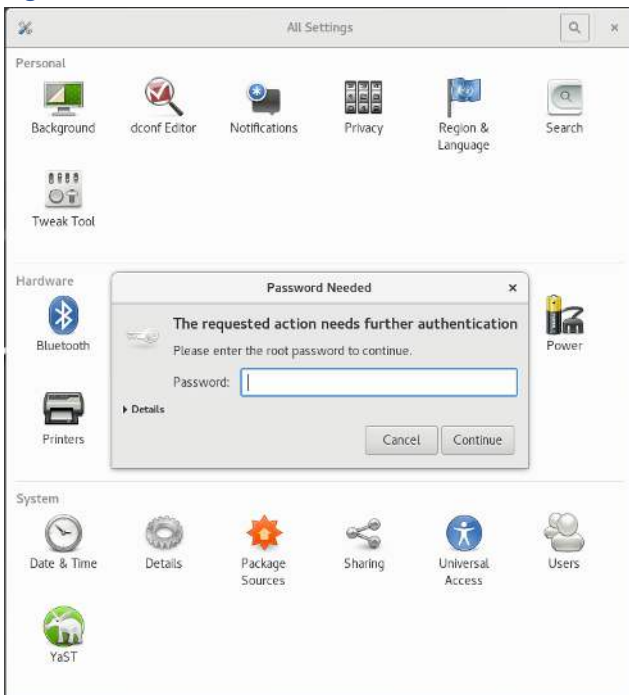 All Settings
×
Personal
Background
dconf Editor
Notifications
Privacy
Region &
Language
Search
Tweak Tool
Hardware
Bluetooth
Power
Printers
Password Needed
×
The requested action needs further authentication
Please enter the root password to continue.
Password:
Details
Cancel
Continue
System
Date & Time
Details
Package
Sources
Sharing
Universal
Access
Users
YaST